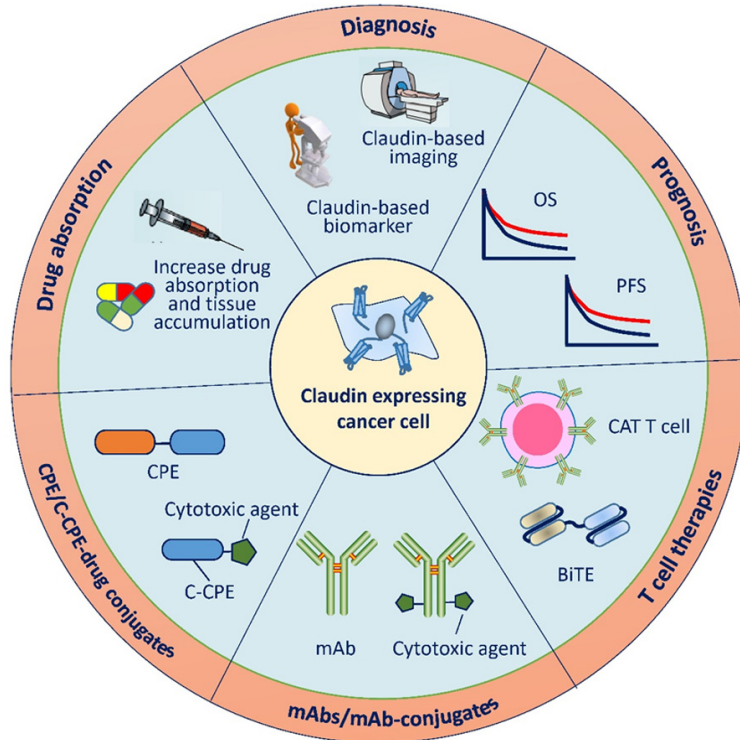 Diagnosis
Claudin-based
imaging
Claudin-based
biomarker
Prognosis
OS
PFS
T cell therapies
CAT T cell
BiTE
mAbs/mAb-conjugates
mAb
Cytotoxic agent
CPE/C-CPE-drug conjugates
CPE
Cytotoxic agent
C-CPE
Drug absorption
Increase drug
absorption
and tissue
accumulation
Claudin expressing
cancer cell